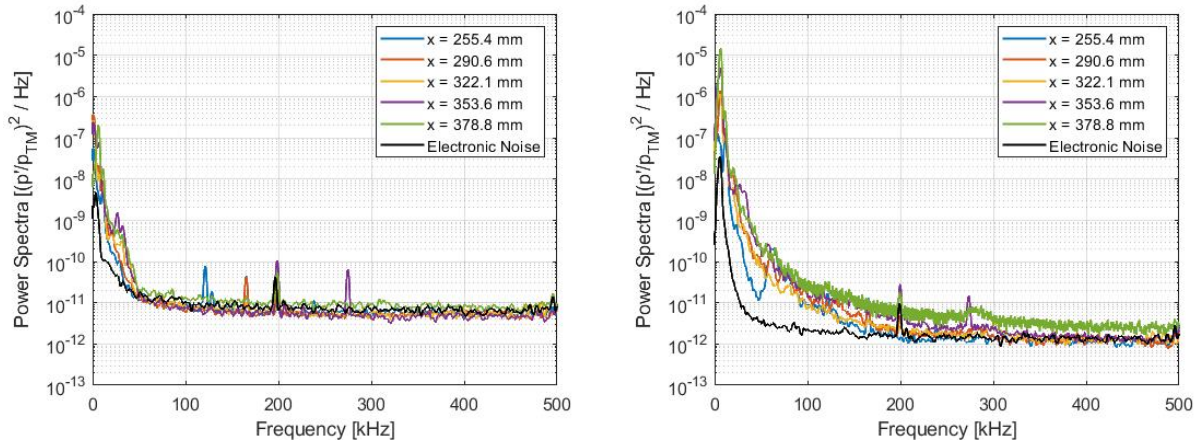 10^-4
10^-5
10^-6
10^-7
10^-8
10^-9
10^-10
10^-11
10^-12
10^-13
Power Spectra [(p'/p_TM)^2 / Hz]
0 100 200 300 400 500
Frequency [kHz]
x = 255.4 mm
x = 290.6 mm
x = 322.1 mm
x = 353.6 mm
x = 378.8 mm
Electronic Noise
10^-4
10^-5
10^-6
10^-7
10^-8
10^-9
10^-10
10^-11
10^-12
10^-13
Power Spectra [(p'/p_TM)^2 / Hz]
0 100 200 300 400 500
Frequency [kHz]
x = 255.4 mm
x = 290.6 mm
x = 322.1 mm
x = 353.6 mm
x = 378.8 mm
Electronic Noise